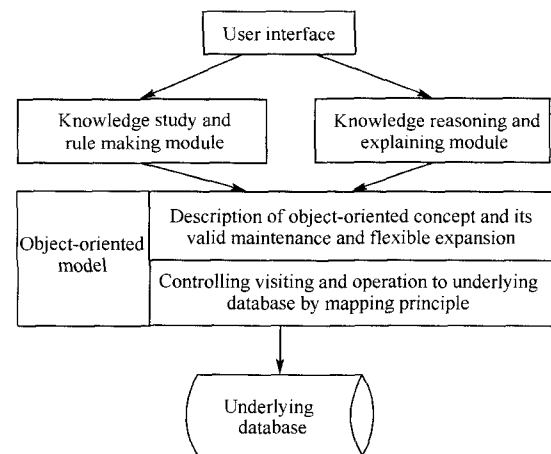 User interface
Knowledge study and
rule making module
Knowledge reasoning and
explaining module
Object-oriented
model
Description of object-oriented concept and its
valid maintenance and flexible expansion
Controlling visiting and operation to underlying
database by mapping principle
Underlying
database